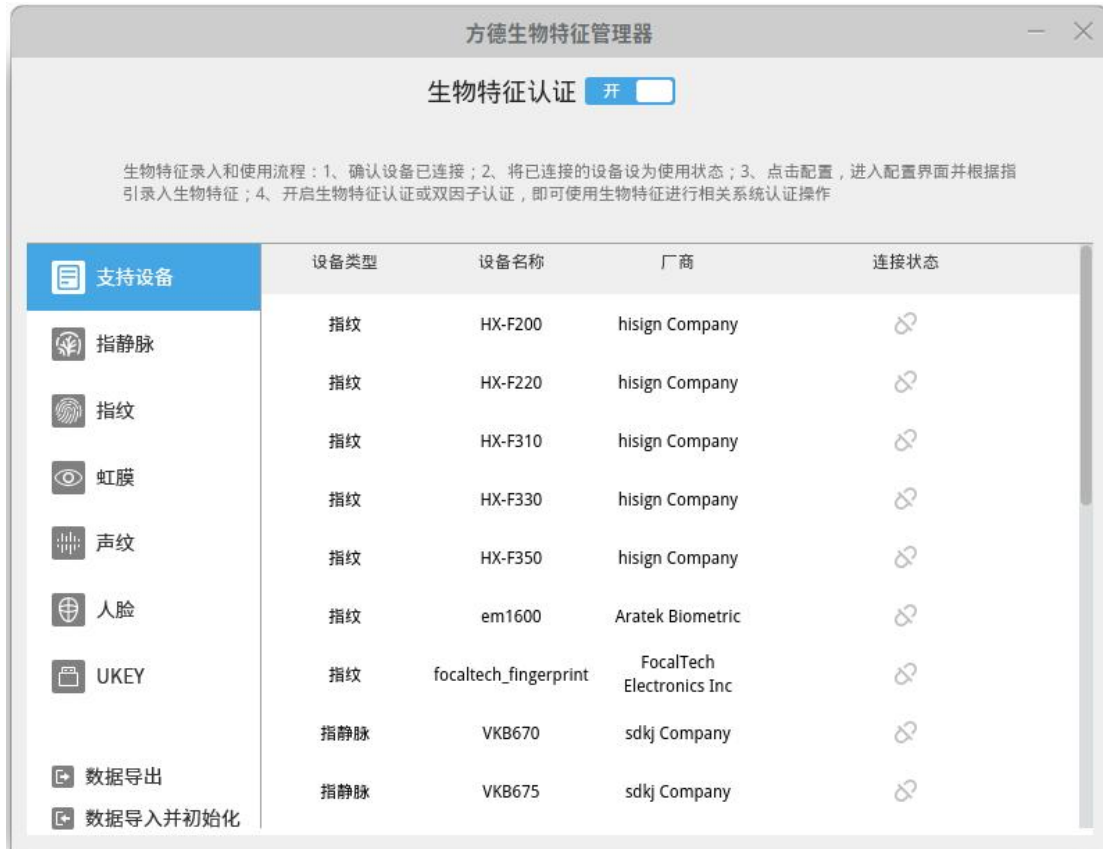 方德生物特征管理器
生物特征认证 开
生物特征录入和使用流程：1、确认设备已连接；2、将已连接的设备设为使用状态；3、点击配置，进入配置界面并根据指
引录入生物特征；4、开启生物特征认证或双因子认证，即可使用生物特征进行相关系统认证操作
支持设备
指静脉
指纹
虹膜
声纹
人脸
UKEY
数据导出
数据导入并初始化
设备类型 设备名称 厂商 连接状态
指纹 HX-F200 hisign Company
指纹 HX-F220 hisign Company
指纹 HX-F310 hisign Company
指纹 HX-F330 hisign Company
指纹 HX-F350 hisign Company
指纹 em1600 Aratek Biometric
指纹 focaltech_fingerprint FocalTech
Electronics Inc
指静脉 VKB670 sdkj Company
指静脉 VKB675 sdkj Company